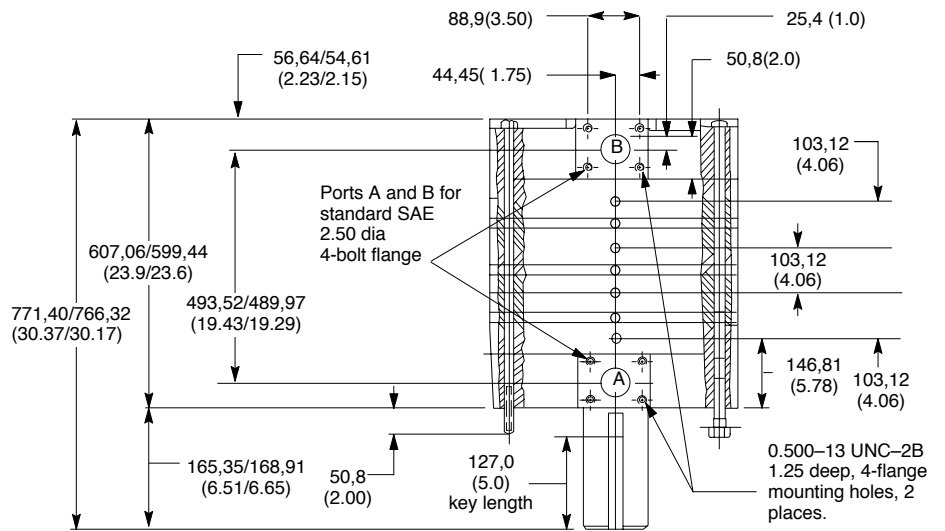 88,9(3.50)
25,4 (1.0)
56,64/54,61
(2.23/2.15)
44,45( 1.75)
50,8(2.0)
B
103,12
(4.06)
Ports A and B for
standard SAE
2.50 dia
4-bolt flange
607,06/599,44
(23.9/23.6)
103,12
(4.06)
493,52/489,97
(19.43/19.29)
771,40/766,32
(30.37/30.17)
146,81
(5.78)
103,12
(4.06)
A
165,35/168,91
(6.51/6.65)
50,8
(2.00)
127,0
(5.0)
key length
0.500–13 UNC–2B
1.25 deep, 4-flange
mounting holes, 2
places.